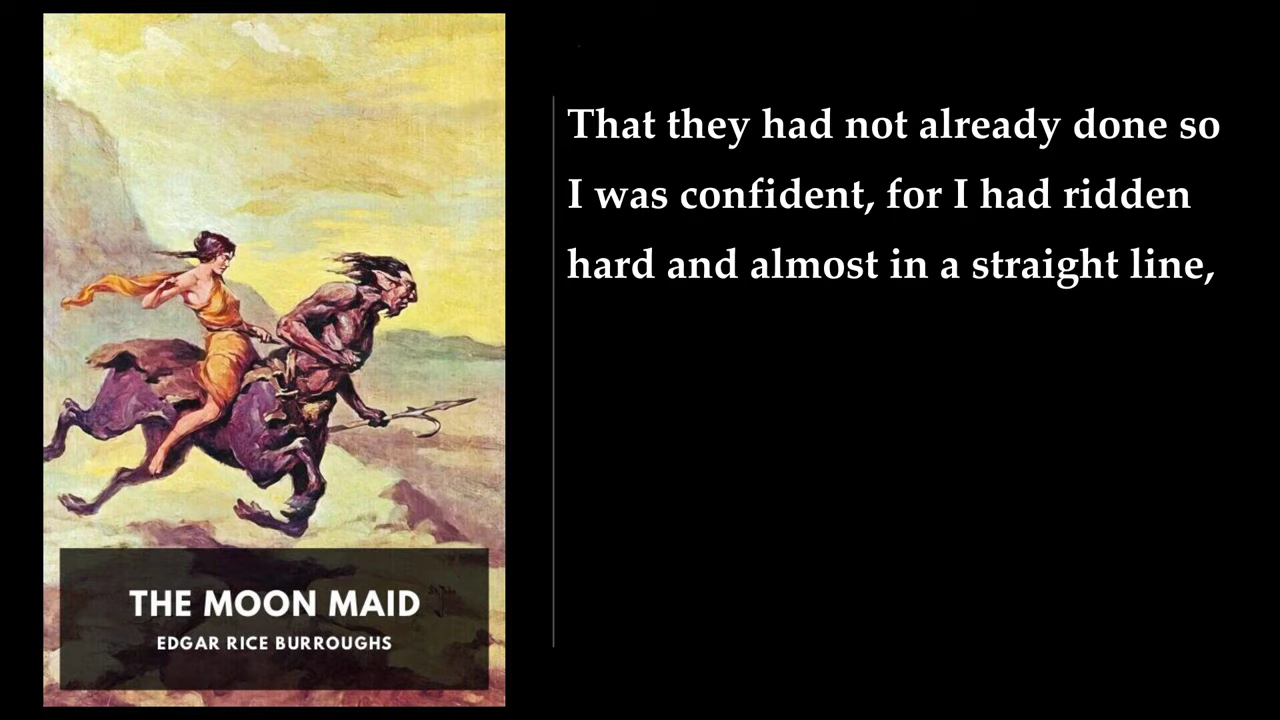 THE MOON MAID
EDGAR RICE BURROUGHS
That they had not already done so
I was confident, for I had ridden
hard and almost in a straight line,